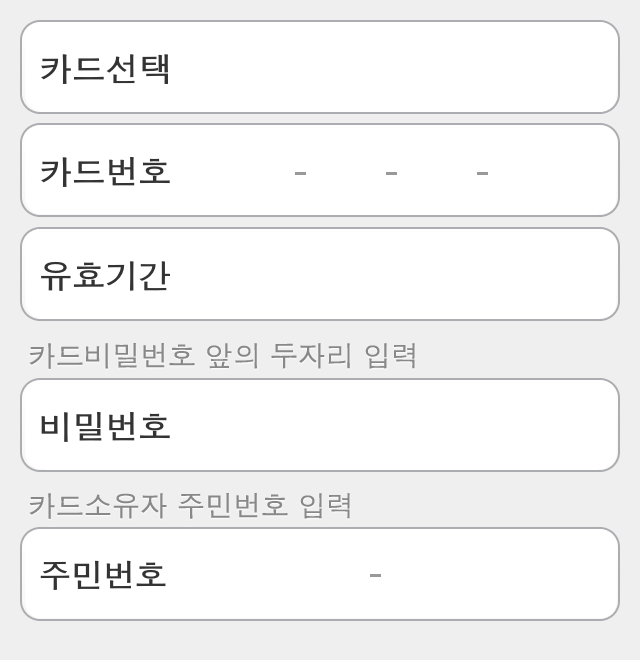 카드선택
카드번호 - - -
유효기간
카드비밀번호 앞의 두자리 입력
비밀번호
카드소유자 주민번호 입력
주민번호 -